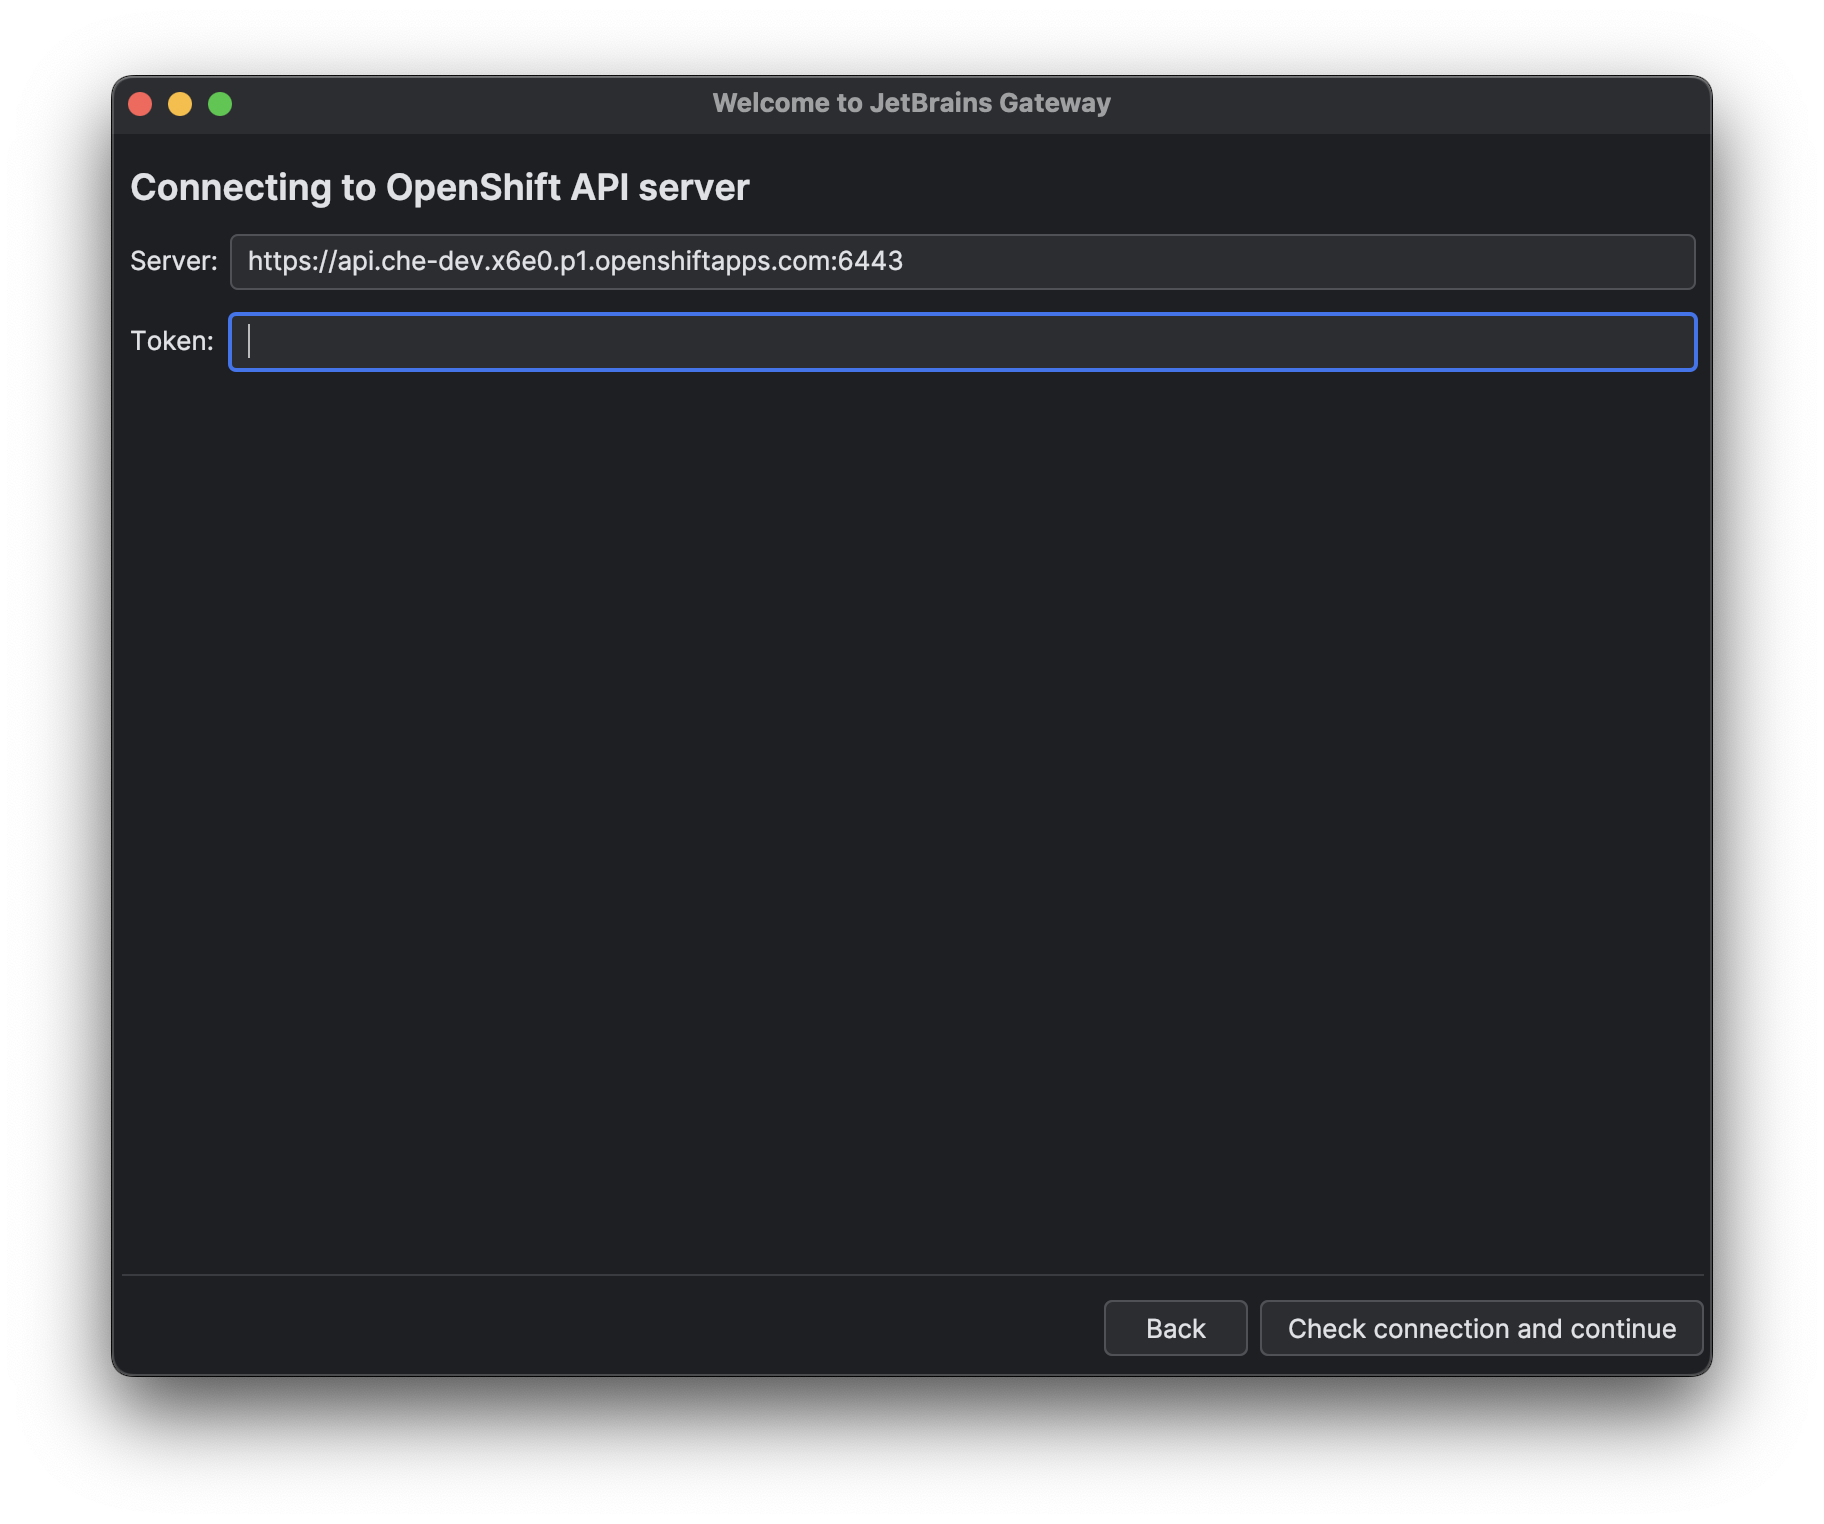 Welcome to JetBrains Gateway
Connecting to OpenShift API server
Server: https://api.che-dev.x6e0.p1.openshiftapps.com:6443
Token:
Back Check connection and continue